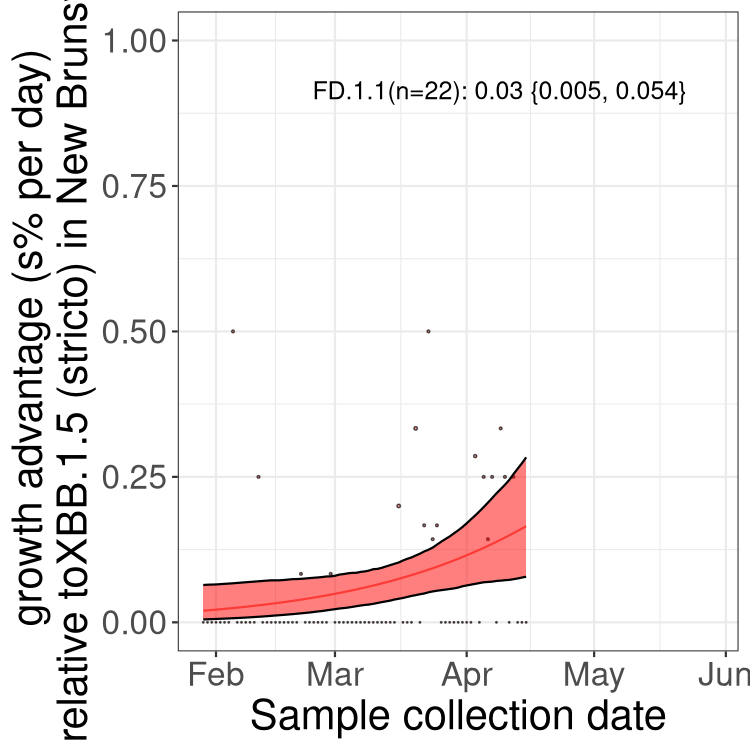 growth advantage (s% per day)
relative toXBB.1.5 (stricto) in New Bruns
1.00
0.75
0.50
0.25
0.00
FD.1.1(n=22): 0.03 {0.005, 0.054}
Feb Mar Apr May Jun
Sample collection date